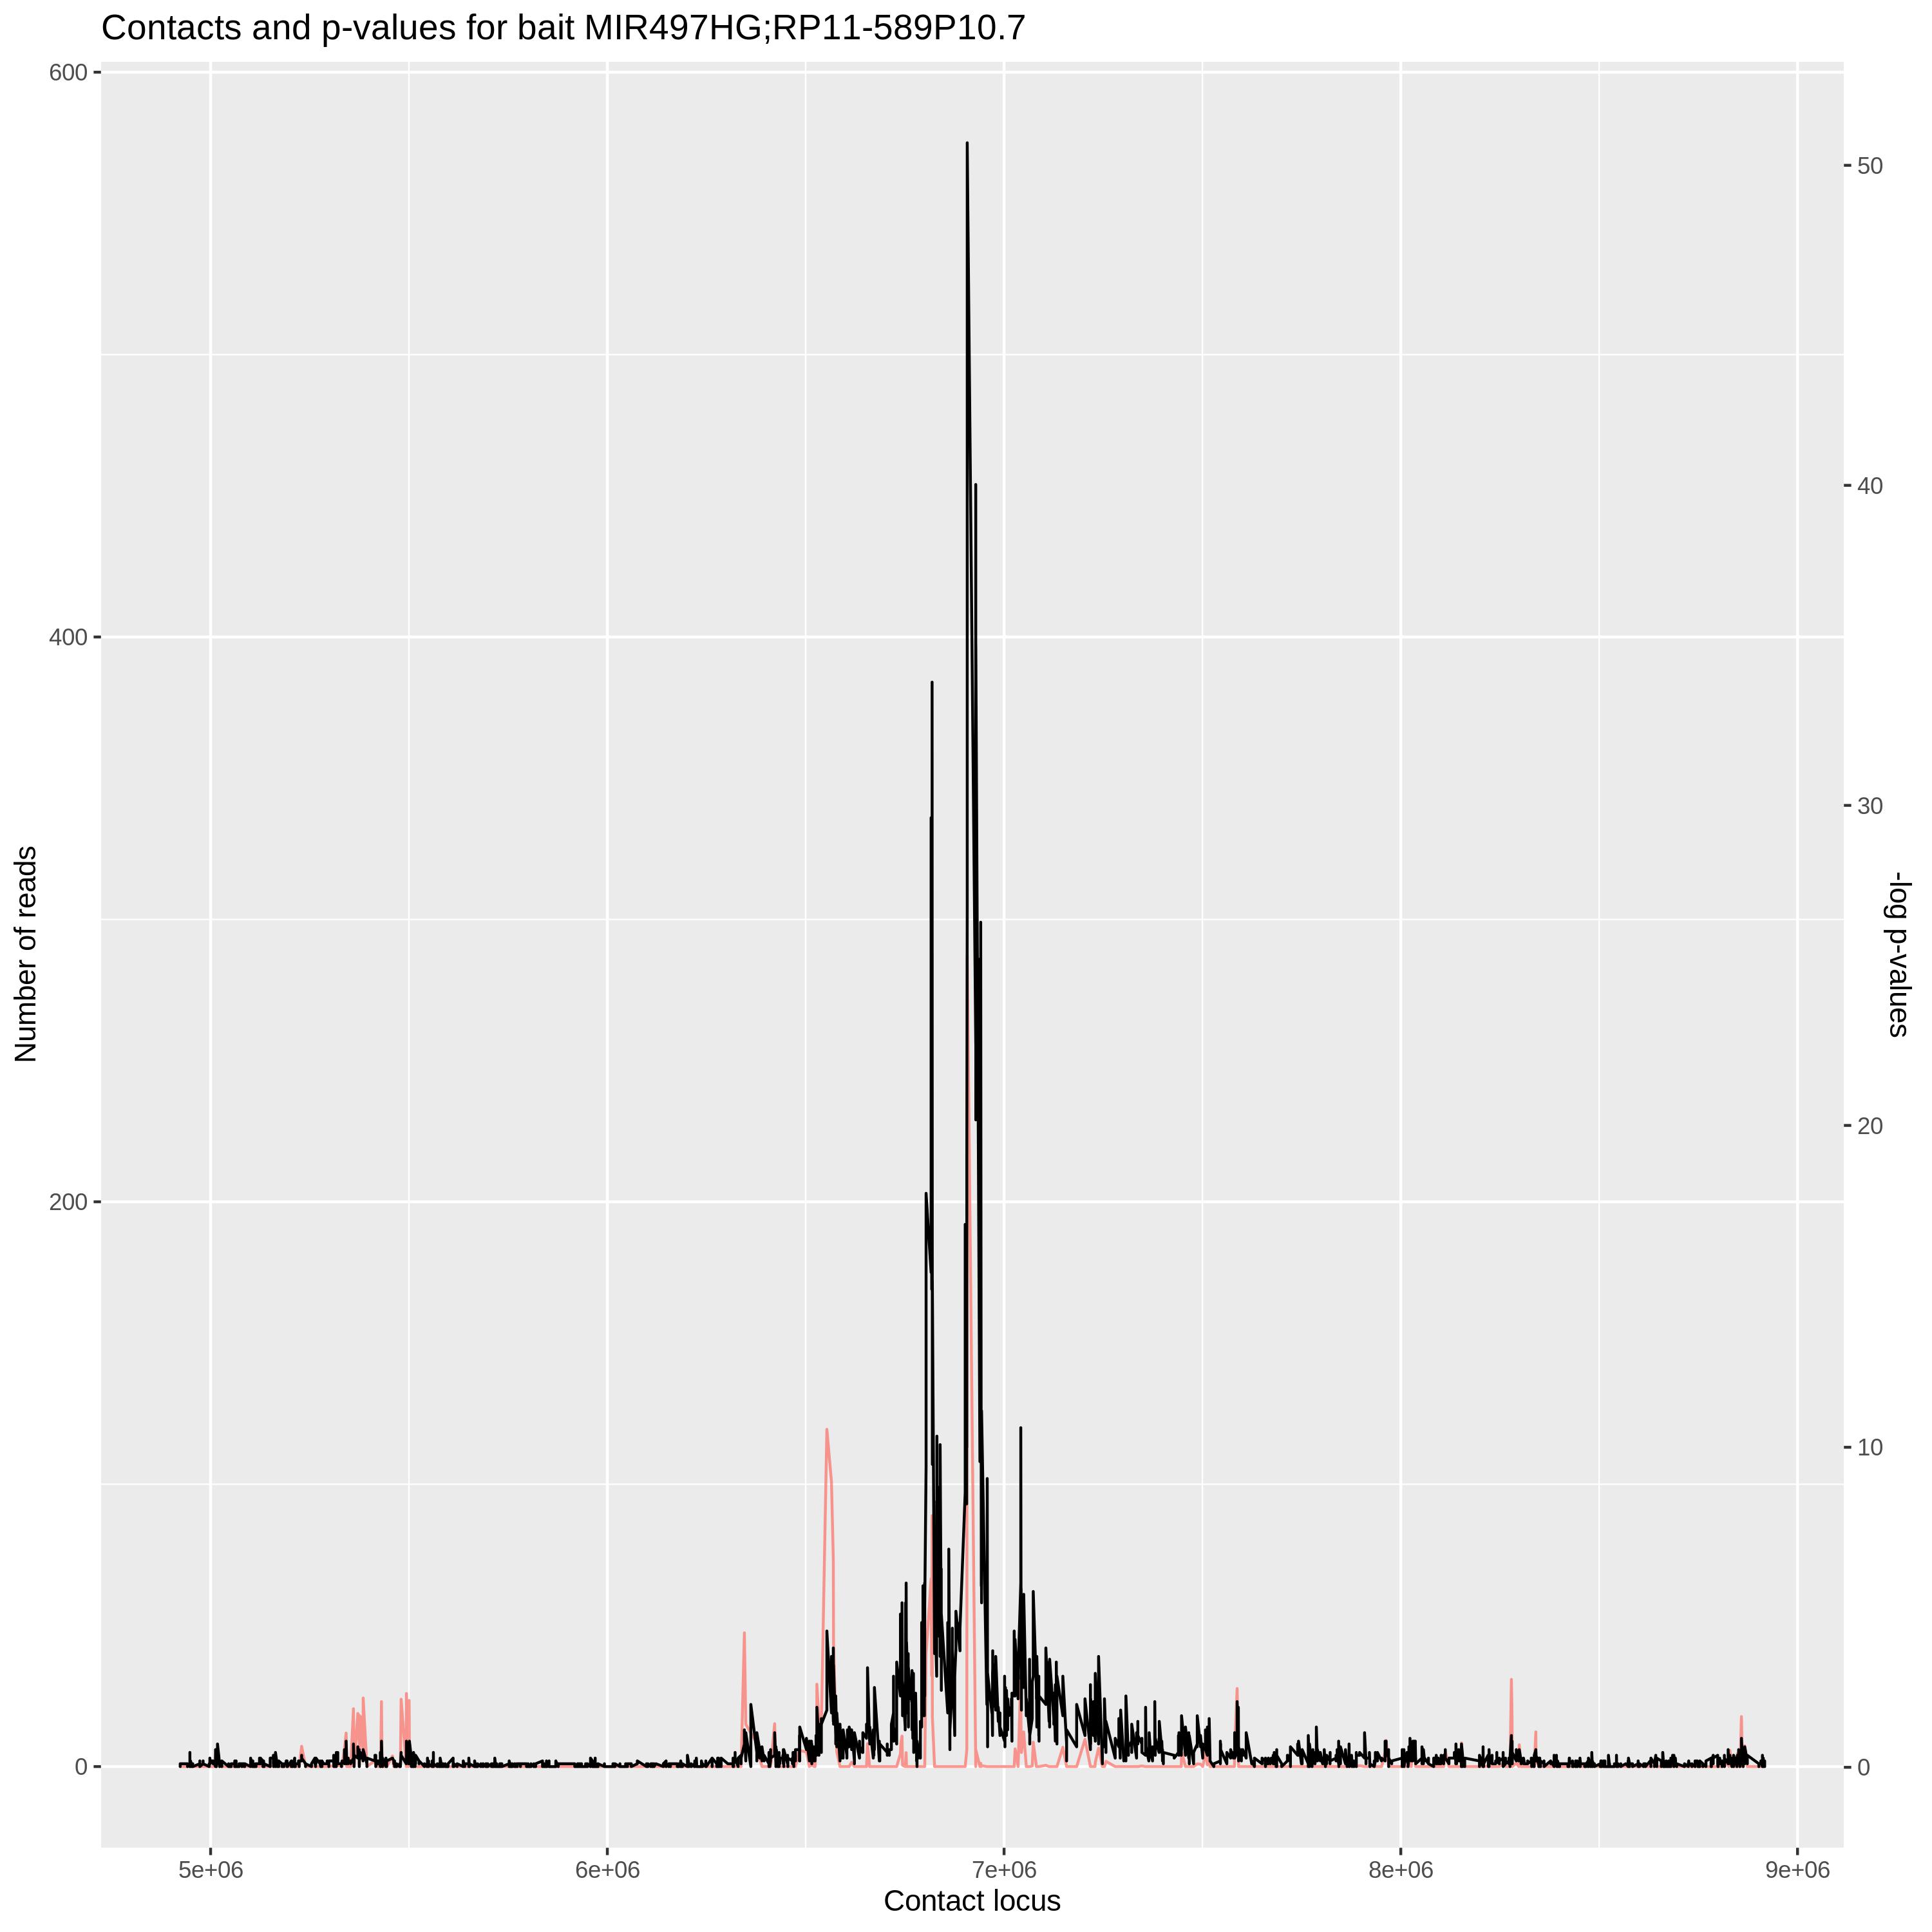 Contacts and p-values for bait MIR497HG;RP11-589P10.7
600
400
200
0
Number of reads
50
40
30
20
10
0
-log p-values
5e+06
6e+06
7e+06
8e+06
9e+06
Contact locus